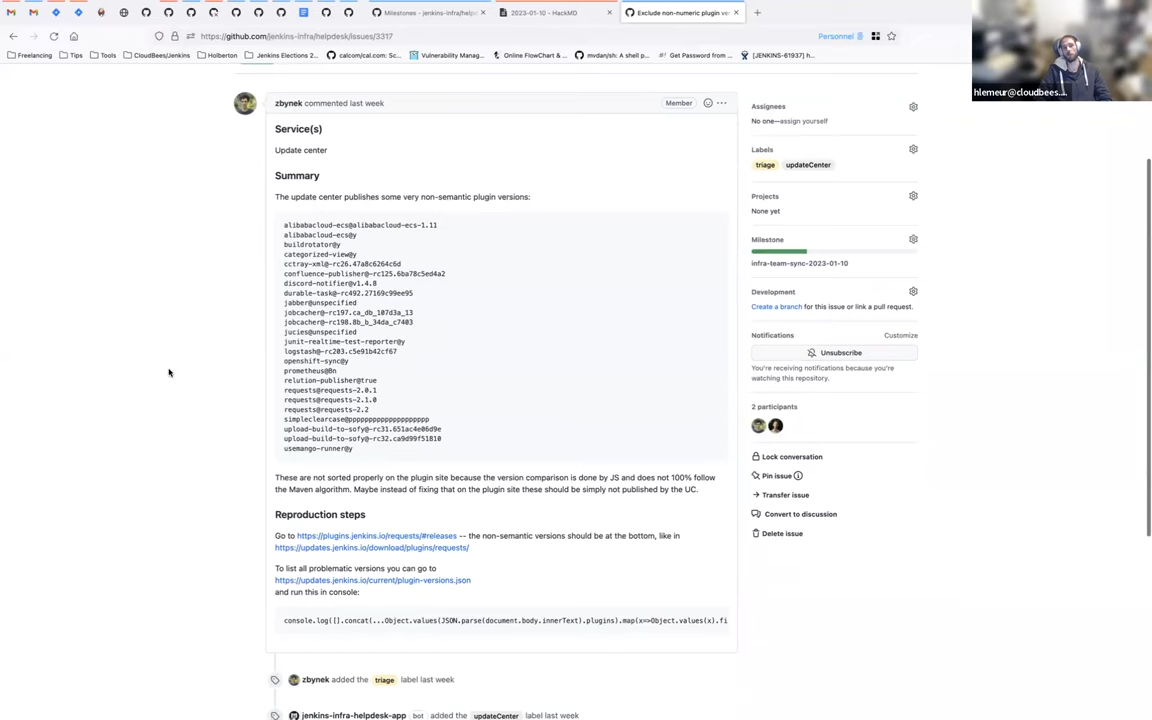 Milestones - jenkins-infra/help
2023-01-10 - HackMD
Exclude non-numeric plugin ve
https://github.com/jenkins-infra/helpdesk/issues/3317
Personnel
Freelancing
Tips
Tools
CloudBees/Jenkins
Holberton
Jenkins Elections 2...
calcom/cal.com: Sc...
Vulnerability Manag...
Online FlowChart & ...
mvdan/sh: A shell p...
Get Password from ...
[JENKINS-61937] h...
hlemeur@cloudbees....
zbynek commented last week
Member
Service(s)
Update center
Summary
The update center publishes some very non-semantic plugin versions:
alibabacloud-ecs@alibabacloud-ecs-1.11
alibabacloud-ecs@y
buildrotator@y
categorized-view@y
cctray-xml@-rc26.47a8c6264c6d
confluence-publisher@-rc125.6ba78c5ed4a2
discord-notifier@v1.4.8
durable-task@-rc492.27169c99ee95
jabber@unspecified
jobcacher@-rc197.ca_db_107d3a_13
jobcacher@-rc198.8b_b_34da_c7403
jucies@unspecified
junit-realtime-test-reporter@y
logstash@-rc203.c5e91b42cf67
openshift-sync@y
prometheus@Bn
relution-publisher@true
requests@requests-2.0.1
requests@requests-2.1.0
requests@requests-2.2
simpleclearcase@ppppppppppppppppppp
upload-build-to-sofy@-rc31.651ac4e06d9e
upload-build-to-sofy@-rc32.ca9d99f51810
usemango-runner@y
These are not sorted properly on the plugin site because the version comparison is done by JS and does not 100% follow
the Maven algorithm. Maybe instead of fixing that on the plugin site these should be simply not published by the UC.
Reproduction steps
Go to https://plugins.jenkins.io/requests/#releases -- the non-semantic versions should be at the bottom, like in
https://updates.jenkins.io/download/plugins/requests/
To list all problematic versions you can go to
https://updates.jenkins.io/current/plugin-versions.json
and run this in console:
console.log([].concat(...Object.values(JSON.parse(document.body.innerText).plugins).map(x=>Object.values(x).fi
zbynek added the triage label last week
jenkins-infra-helpdesk-app bot added the updateCenter label last week
Assignees
No one—assign yourself
Labels
triage updateCenter
Projects
None yet
Milestone
infra-team-sync-2023-01-10
Development
Create a branch for this issue or link a pull request.
Notifications
Customize
Unsubscribe
You're receiving notifications because you're
watching this repository.
2 participants
Lock conversation
Pin issue
Transfer issue
Convert to discussion
Delete issue